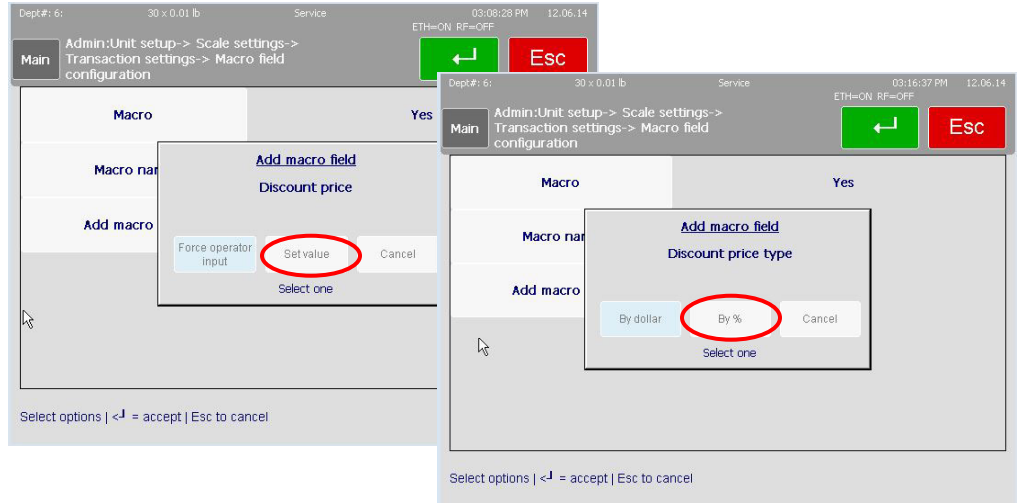 Dept#: 6: 30 x 0.01 lb Service 03:08:28 PM 12.06.14
ETH=ON RF=OFF
Main
Admin:Unit setup-> Scale settings->
Transaction settings-> Macro field
configuration
Esc
Macro Yes
Macro nar
Add macro
Add macro field
Discount price
Force operator
input
Set value
Cancel
Select one
Select options | <┘ = accept | Esc to cancel
Dept#: 6: 30 x 0.01 lb Service 03:16:37 PM 12.06.14
ETH=ON RF=OFF
Main
Admin:Unit setup-> Scale settings->
Transaction settings-> Macro field
configuration
Esc
Macro Yes
Macro nar
Add macro
Add macro field
Discount price type
By dollar
By %
Cancel
Select one
Select options | <┘ = accept | Esc to cancel